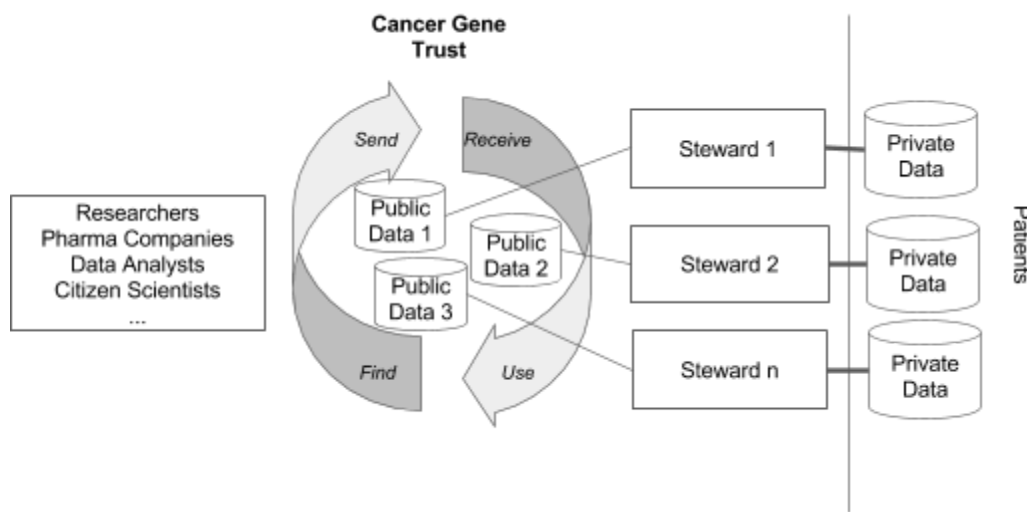 Cancer Gene
Trust
Send
Receive
Public
Data 1
Public
Data 2
Public
Data 3
Find
Use
Researchers
Pharma Companies
Data Analysts
Citizen Scientists
...
Steward 1
Steward 2
Steward n
Private
Data
Private
Data
Private
Data
Patients